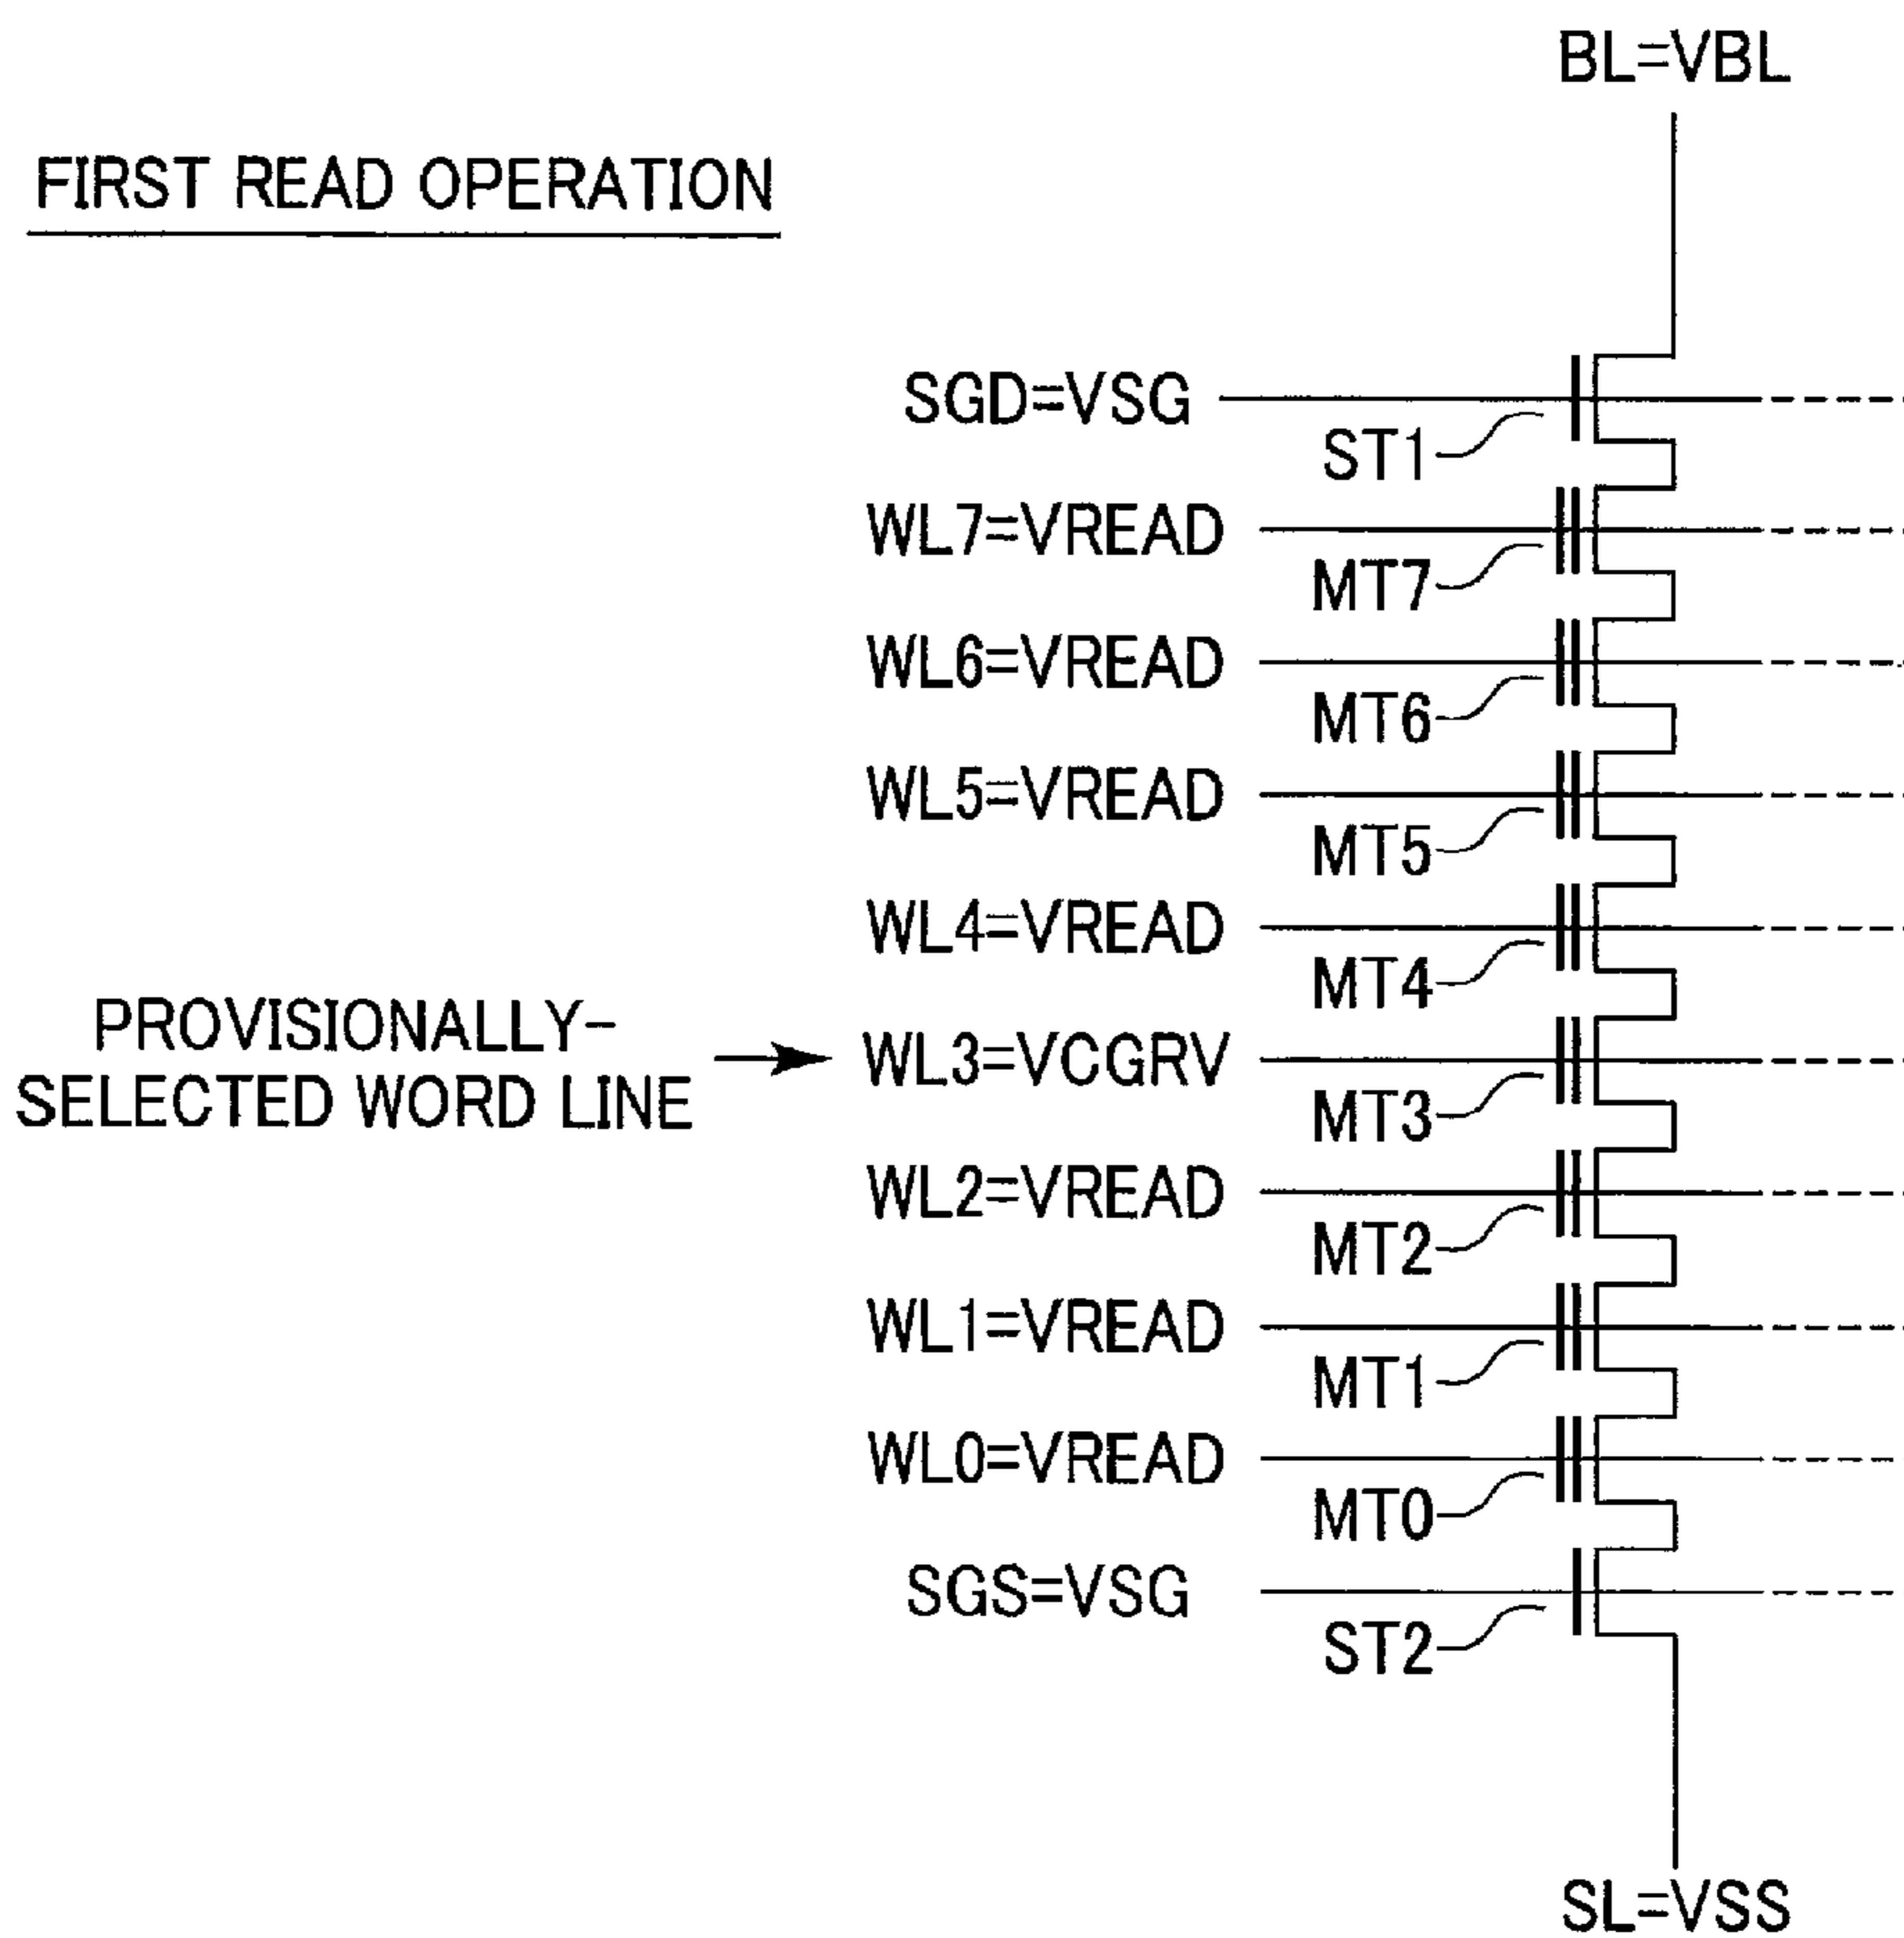 BL=VBL
FIRST READ OPERATION
SGD=VSG
ST1
WL7=VREAD
MT7
WL6=VREAD
MT6
WL5=VREAD
MT5
WL4=VREAD
MT4
PROVISIONALLY-
SELECTED WORD LINE
WL3=VCGRV
MT3
WL2=VREAD
MT2
WL1=VREAD
MT1
WL0=VREAD
MT0
SGS=VSG
ST2
SL=VSS